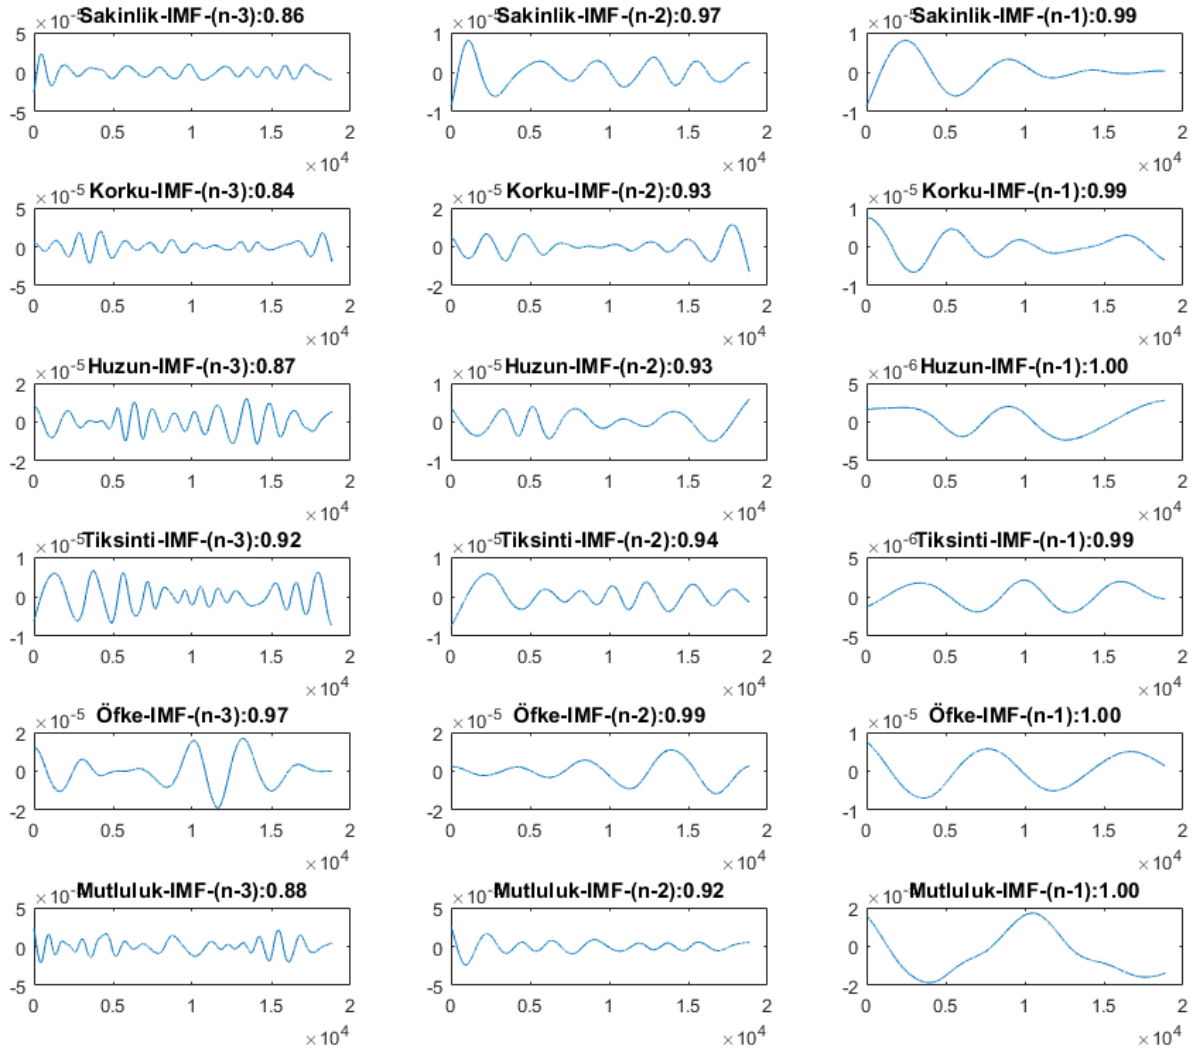 ×10-5 Sakinlik-IMF-(n-3):0.86
5
0
-5
0 0.5 1 1.5 2
×10⁴
×10-5 Sakinlik-IMF-(n-2):0.97
1
0
-1
0 0.5 1 1.5 2
×10⁴
×10-5 Sakinlik-IMF-(n-1):0.99
1
0
-1
0 0.5 1 1.5 2
×10⁴
×10-5 Korku-IMF-(n-3):0.84
5
0
-5
0 0.5 1 1.5 2
×10⁴
×10-5 Korku-IMF-(n-2):0.93
2
0
-2
0 0.5 1 1.5 2
×10⁴
×10-5 Korku-IMF-(n-1):0.99
1
0
-1
0 0.5 1 1.5 2
×10⁴
×10-5 Huzun-IMF-(n-3):0.87
2
0
-2
0 0.5 1 1.5 2
×10⁴
×10-5 Huzun-IMF-(n-2):0.93
1
0
-1
0 0.5 1 1.5 2
×10⁴
×10-6 Huzun-IMF-(n-1):1.00
5
0
-5
0 0.5 1 1.5 2
×10⁴
×10-5 Tiksinti-IMF-(n-3):0.92
1
0
-1
0 0.5 1 1.5 2
×10⁴
×10-5 Tiksinti-IMF-(n-2):0.94
1
0
-1
0 0.5 1 1.5 2
×10⁴
×10-6 Tiksinti-IMF-(n-1):0.99
5
0
-5
0 0.5 1 1.5 2
×10⁴
×10-5 Öfke-IMF-(n-3):0.97
2
0
-2
0 0.5 1 1.5 2
×10⁴
×10-5 Öfke-IMF-(n-2):0.99
2
0
-2
0 0.5 1 1.5 2
×10⁴
×10-5 Öfke-IMF-(n-1):1.00
1
0
-1
0 0.5 1 1.5 2
×10⁴
×10- Mutluluk-IMF-(n-3):0.88
5
0
-5
0 0.5 1 1.5 2
×10⁴
×10- Mutluluk-IMF-(n-2):0.92
5
0
-5
0 0.5 1 1.5 2
×10⁴
×10- Mutluluk-IMF-(n-1):1.00
2
0
-2
0 0.5 1 1.5 2
×10⁴